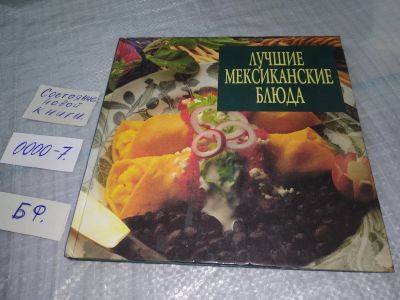 ЛУЧШИЕ
МЕКСИКАНСКИЕ
БЛЮДА
Состояние
новой
книги.
0000-7.
БФ.